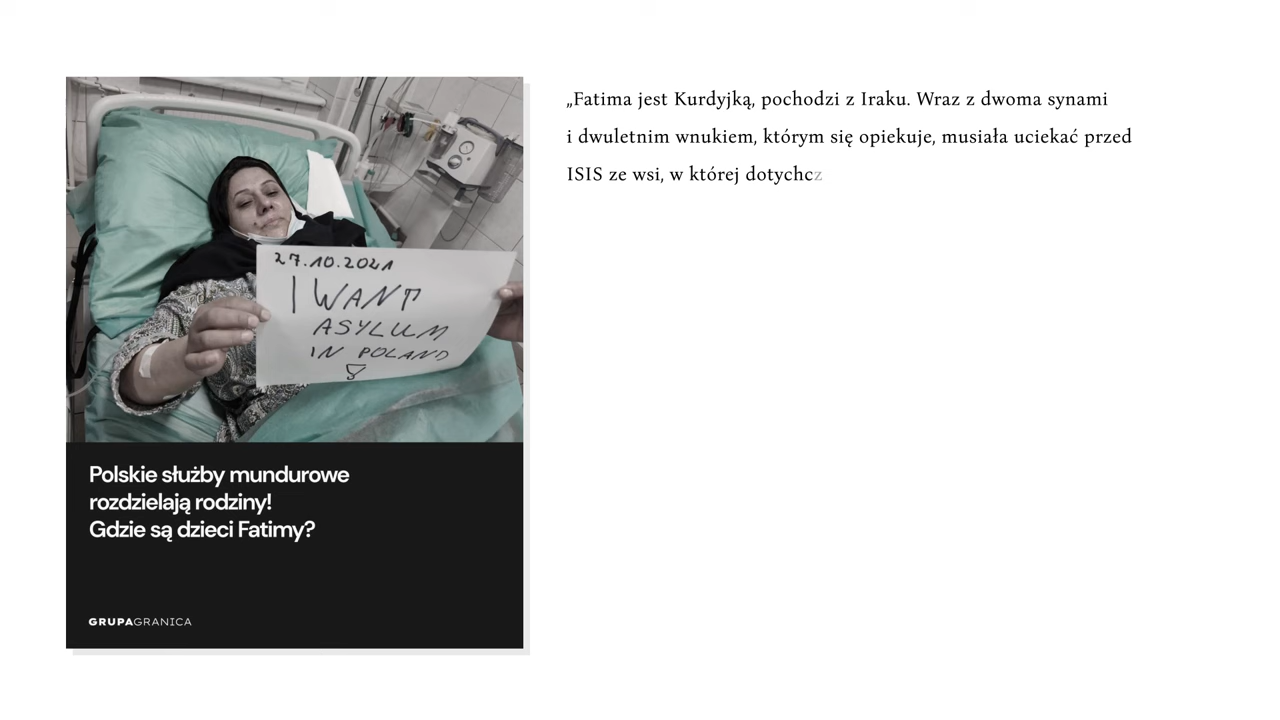 27.10.2021
I WANT
ASYLUM
IN POLAND
Polskie służby mundurowe
rozdzielają rodziny!
Gdzie są dzieci Fatimy?
GRUPAGRANICA
„Fatima jest Kurdyjką, pochodzi z Iraku. Wraz z dwoma synami
i dwuletnim wnukiem, którym się opiekuje, musiała uciekać przed
ISIS ze wsi, w której dotychcz